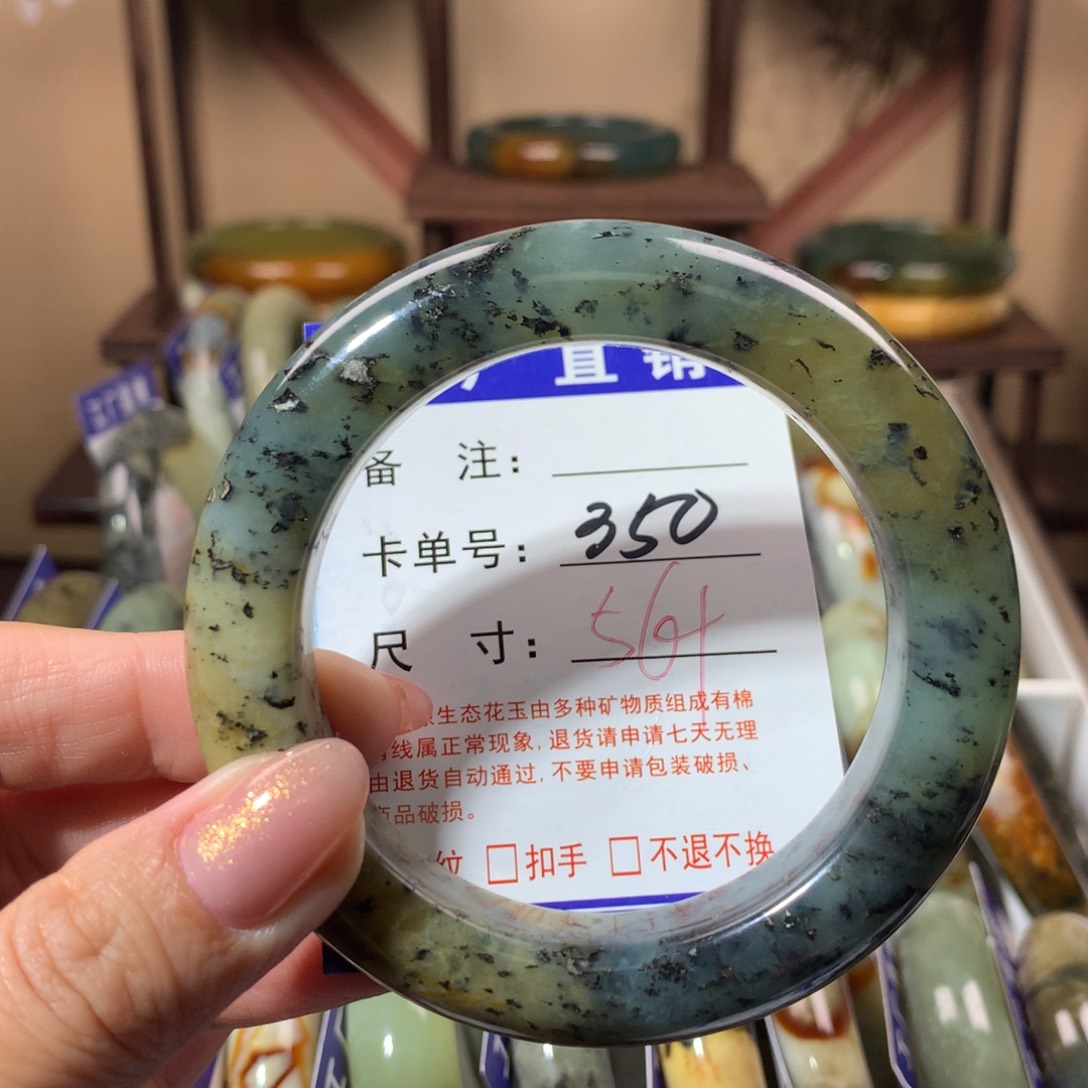 厂直销
备 注：
卡单号：350
尺 寸：56
生态花玉由多种矿物质组成有棉
线属正常现象，退货请申请七天无理
由退货自动通过，不要申请包装破损、
商品破损。
纹 □扣手 □不退不换